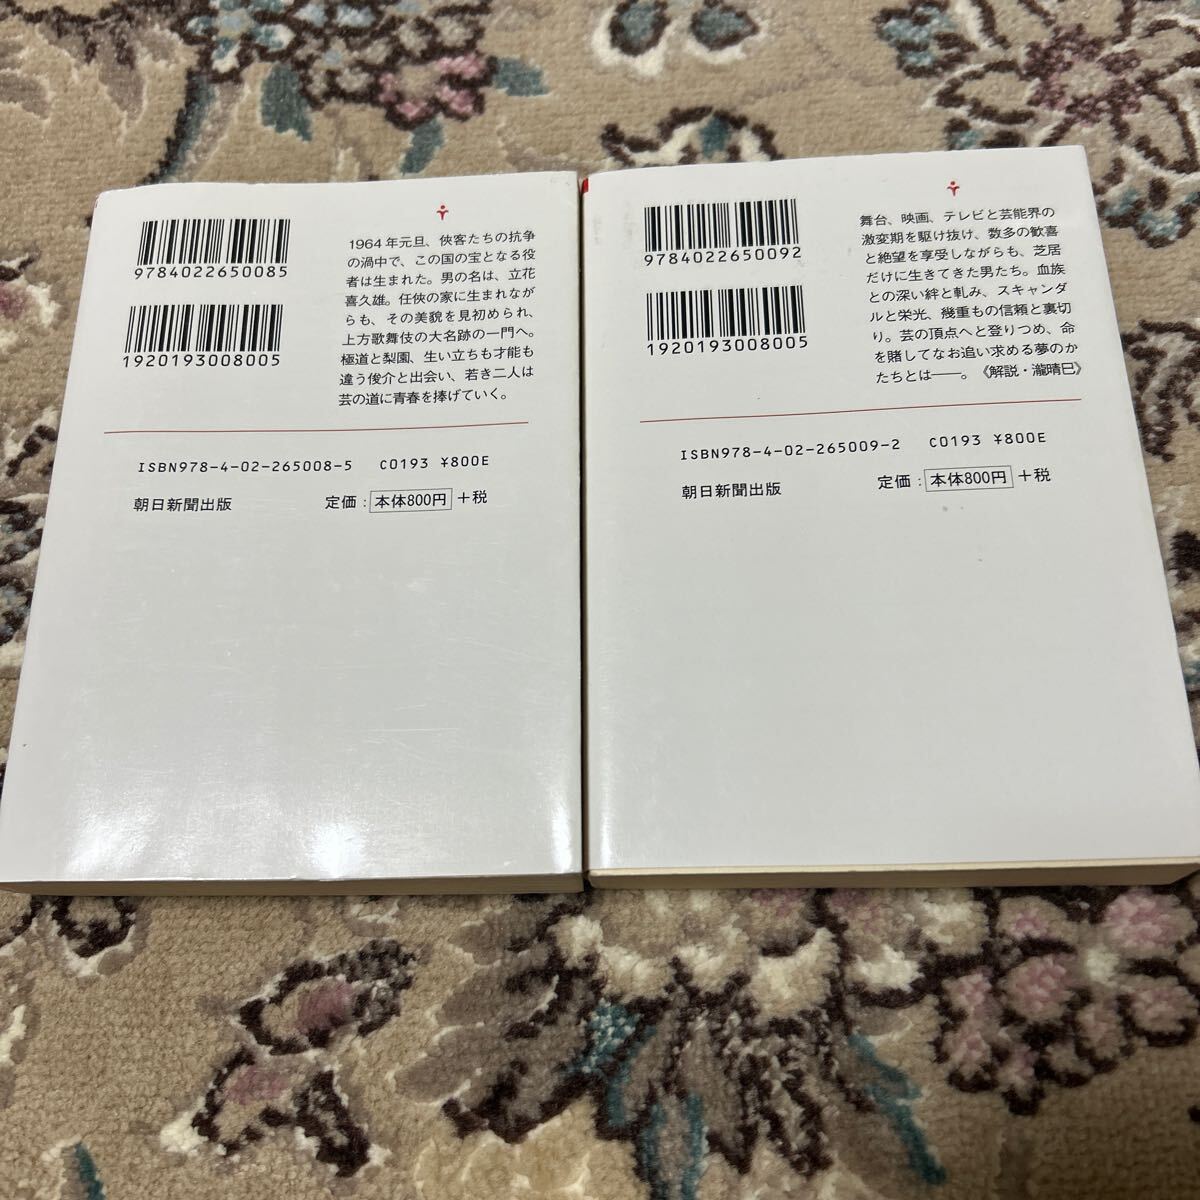 9784022650085
1920193008005
1964年元旦、俠客たちの抗争
の渦中で、この国の宝となる役
者は生まれた。男の名は、立花
喜久雄。任俠の家に生まれなが
らも、その美貌を見初められ、
上方歌舞伎の大名跡の一門へ。
極道と梨園、生い立ちも才能も
違う俊介と出会い、若き二人は
芸の道に青春を捧げていく。
ISBN978-4-02-265008-5 C0193 ¥800E
朝日新聞出版 定価：本体800円＋税
9784022650092
1920193008005
舞台、映画、テレビと芸能界の
激変期を駆け抜け、数多の歓喜
と絶望を享受しながらも、芝居
だけに生きてきた男たち。血族
との深い絆と軋み、スキャンダ
ルと栄光、幾重もの信頼と裏切
り。芸の頂点へと登りつめ、命
を賭してなお追い求める夢のか
たちとは――。《解説・瀧晴巳》
ISBN978-4-02-265009-2 C0193 ¥800E
朝日新聞出版 定価：本体800円＋税